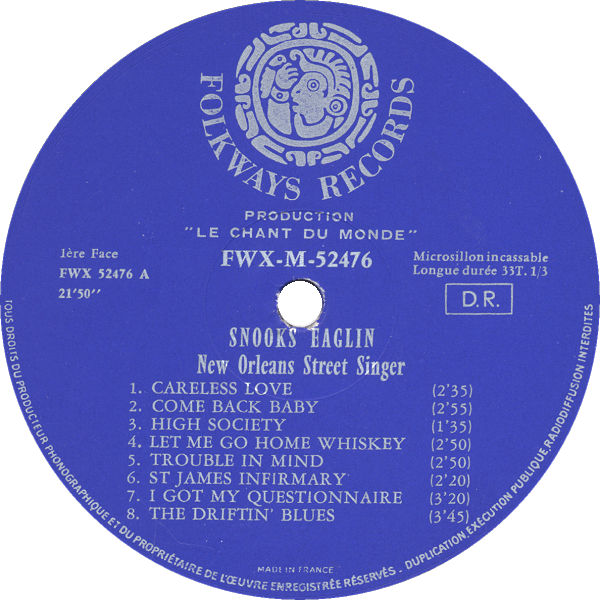 FOLKWAYS RECORDS
PRODUCTION
"LE CHANT DU MONDE"
FWX-M-52476
1ère Face
FWX 52476 A
21'50''
Microsillon incassable
Longue durée 33T. 1/3
D.R.
SNOOKS EAGLIN
New Orleans Street Singer
1. CARELESS LOVE (2'35)
2. COME BACK BABY (2'55)
3. HIGH SOCIETY (1'35)
4. LET ME GO HOME WHISKEY (2'50)
5. TROUBLE IN MIND (2'50)
6. ST JAMES INFIRMARY (2'20)
7. I GOT MY QUESTIONNAIRE (3'20)
8. THE DRIFTIN' BLUES (3'45)
MADE IN FRANCE
TOUS DROITS DU PRODUCTEUR PHONOGRAPHIQUE ET DU PROPRIÉTAIRE DE L'ŒUVRE ENREGISTRÉE RÉSERVÉS - DUPLICATION, EXÉCUTION PUBLIQUE, RADIODIFFUSION INTERDITES